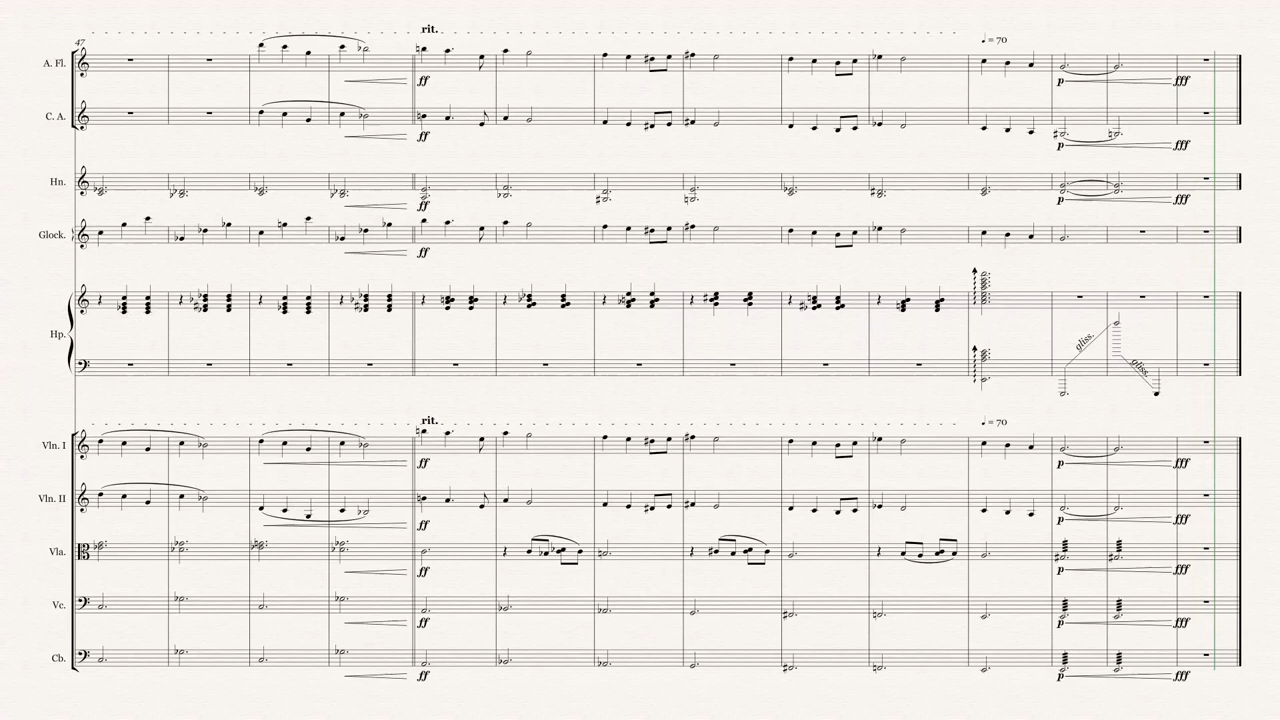 rit.
47
♩ = 70
A. Fl.
ff
p
fff
C. A.
ff
p
fff
Hn.
ff
p
fff
Glock.
ff
Hp.
gliss.
gliss.
rit.
♩ = 70
Vln. I
ff
p
fff
Vln. II
ff
p
fff
Vla.
ff
p
fff
Vc.
ff
p
fff
Cb.
ff
p
fff